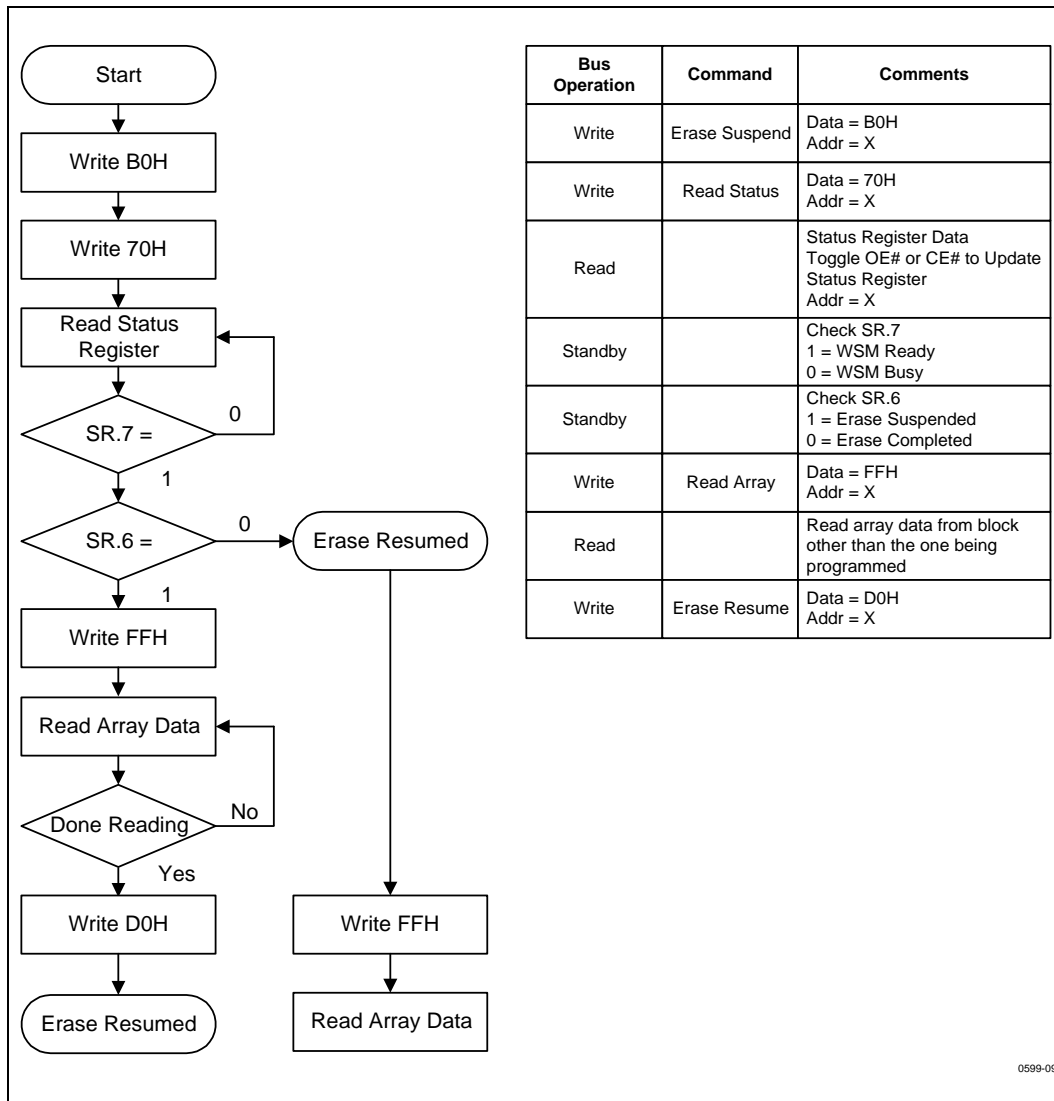 Start
Write B0H
Write 70H
Read Status
Register
0
SR.7 =
1
0
SR.6 =
Erase Resumed
1
Write FFH
Read Array Data
No
Done Reading
Yes
Write D0H
Write FFH
Erase Resumed
Read Array Data
Bus
Operation
Command
Comments
Write
Erase Suspend
Data = B0H
Addr = X
Write
Read Status
Data = 70H
Addr = X
Read
Status Register Data
Toggle OE# or CE# to Update
Status Register
Addr = X
Standby
Check SR.7
1 = WSM Ready
0 = WSM Busy
Standby
Check SR.6
1 = Erase Suspended
0 = Erase Completed
Write
Read Array
Data = FFH
Addr = X
Read
Read array data from block
other than the one being
programmed
Write
Erase Resume
Data = D0H
Addr = X
0599-09